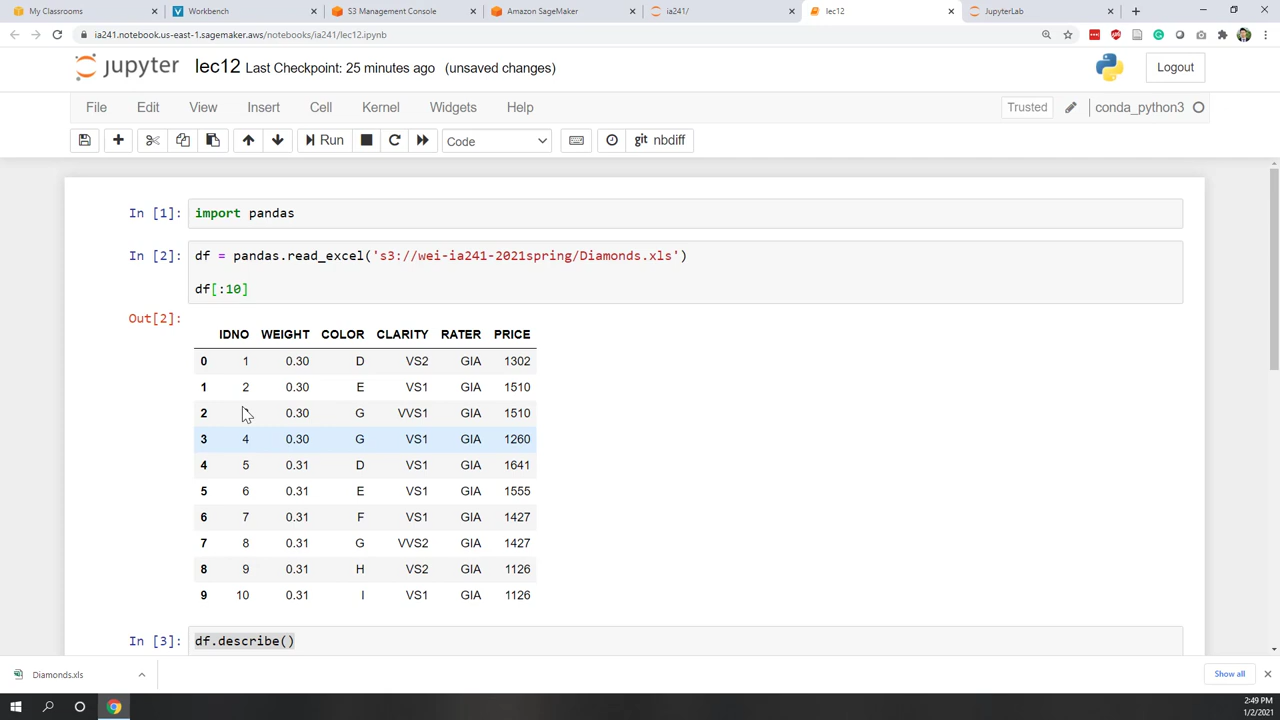 My Classrooms
Workbench
S3 Management Console
Amazon SageMaker
ia241/
lec12
JupyterLab
ia241.notebook.us-east-1.sagemaker.aws/notebooks/ia241/lec12.ipynb
jupyter lec12 Last Checkpoint: 25 minutes ago (unsaved changes)
Logout
File Edit View Insert Cell Kernel Widgets Help
Trusted
conda_python3
Run
Code
git nbdiff
In [1]: import pandas
In [2]: df = pandas.read_excel('s3://wei-ia241-2021spring/Diamonds.xls')
df[:10]
Out[2]:
IDNO WEIGHT COLOR CLARITY RATER PRICE
0 1 0.30 D VS2 GIA 1302
1 2 0.30 E VS1 GIA 1510
2 0.30 G VVS1 GIA 1510
3 4 0.30 G VS1 GIA 1260
4 5 0.31 D VS1 GIA 1641
5 6 0.31 E VS1 GIA 1555
6 7 0.31 F VS1 GIA 1427
7 8 0.31 G VVS2 GIA 1427
8 9 0.31 H VS2 GIA 1126
9 10 0.31 I VS1 GIA 1126
In [3]: df.describe()
Diamonds.xls
Show all
2:49 PM
1/2/2021